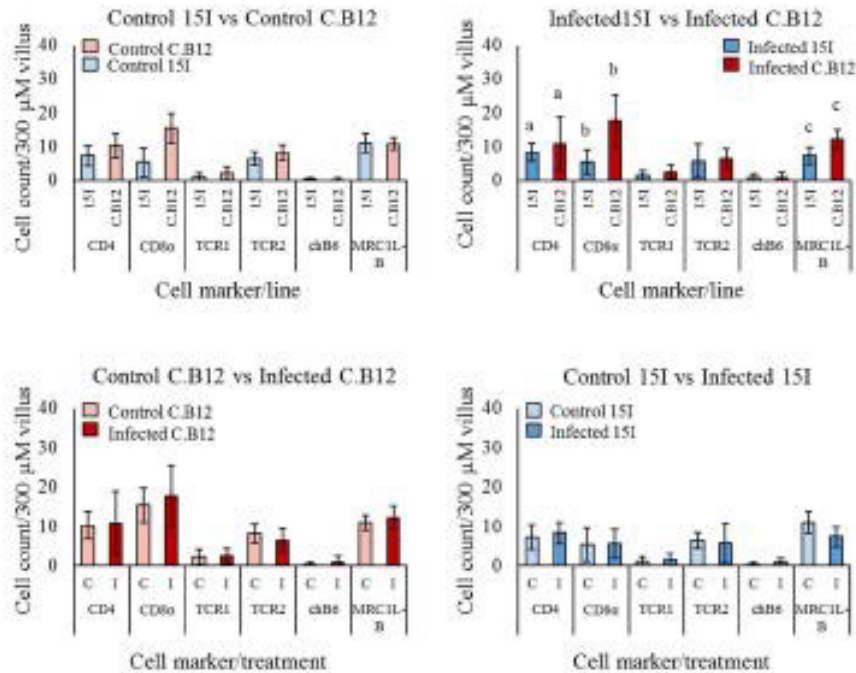 Control 15I vs Control C.B12
Cell count/300 µM villus
40
30
20
10
0
Control C.B12
Control 15I
15I C.B12 15I C.B12 15I C.B12 15I C.B12 15I C.B12 15I C.B12
CD4 CD8α TCR1 TCR2 chB6 MRC1L-
B
Cell marker/line
Infected15I vs Infected C.B12
Cell count/300 µM villus
40
30
20
10
0
Infected 15I
Infected C.B12
a a b b c c
15I C.B12 15I C.B12 15I C.B12 15I C.B12 15I C.B12 15I C.B12
CD4 CD8α TCR1 TCR2 chB6 MRC1L-
B
Cell marker/line
Control C.B12 vs Infected C.B12
Cell count/300 µM villus
40
30
20
10
0
Control C.B12
Infected C.B12
C I C I C I C I C I C I
CD4 CD8α TCR1 TCR2 chB6 MRC1L-
B
Cell marker/treatment
Control 15I vs Infected 15I
Cell count/300 µM villus
40
30
20
10
0
Control 15I
Infected 15I
C I C I C I C I C I C I
CD4 CD8α TCR1 TCR2 chB6 MRC1L-
B
Cell marker/treatment